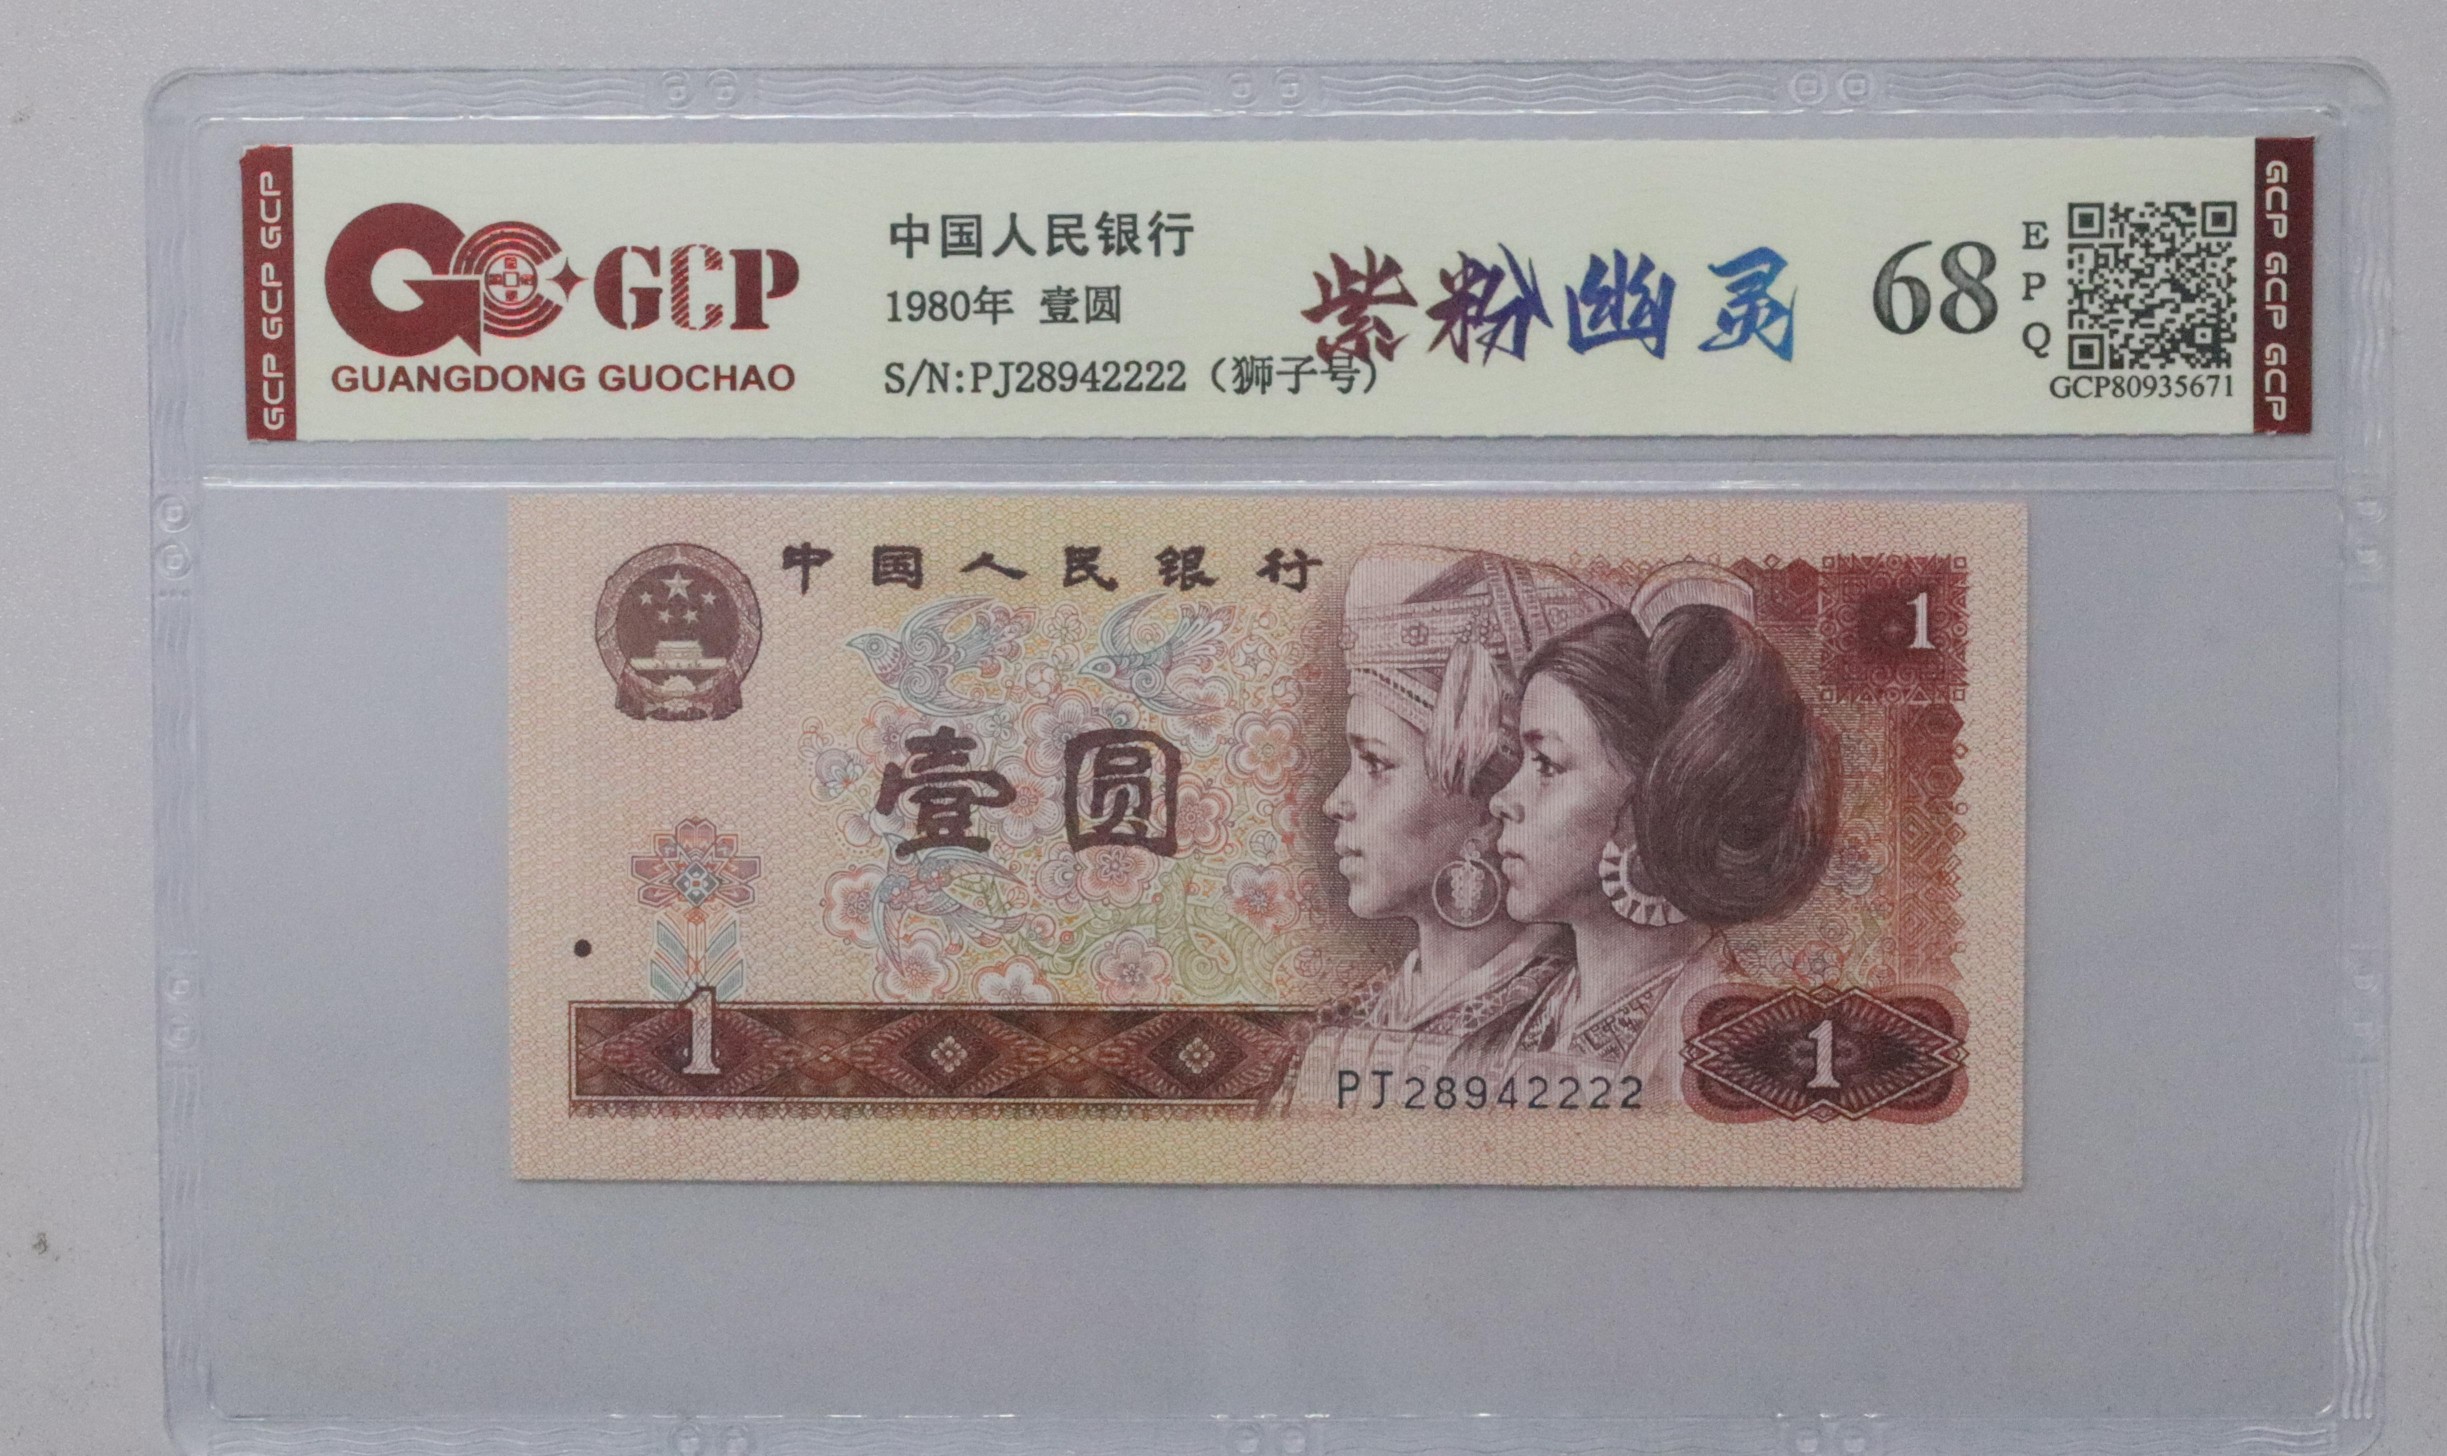 GCP GCP GCP
GCP
GUANGDONG GUOCHAO
中国人民银行
1980年 壹圆
S/N:PJ28942222（狮子号）
紫粉幽灵
68
EPQ
GCP80935671
GCP GCP GCP
中国人民银行
1
壹圆
1
PJ28942222
1